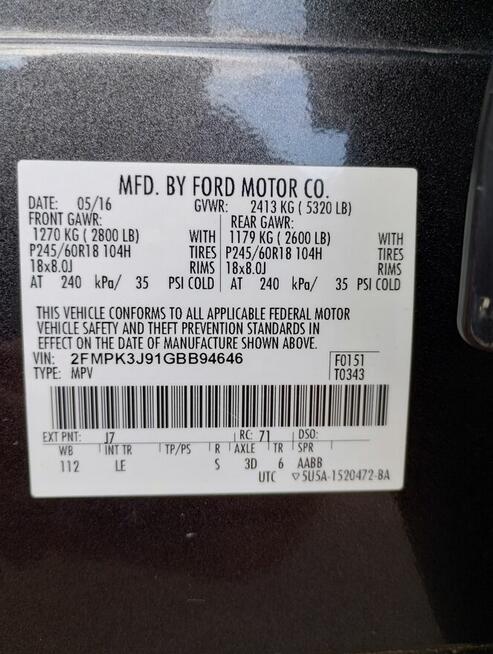 MFD. BY FORD MOTOR CO.
DATE: 05/16 GVWR: 2413 KG ( 5320 LB)
FRONT GAWR: REAR GAWR:
1270 KG ( 2800 LB) WITH 1179 KG ( 2600 LB) WITH
P245/60R18 104H TIRES P245/60R18 104H TIRES
18x8.0J RIMS 18x8.0J RIMS
AT 240 kPa/ 35 PSI COLD AT 240 kPa/ 35 PSI COLD
THIS VEHICLE CONFORMS TO ALL APPLICABLE FEDERAL MOTOR
VEHICLE SAFETY AND THEFT PREVENTION STANDARDS IN
EFFECT ON THE DATE OF MANUFACTURE SHOWN ABOVE.
VIN: 2FMPK3J91GBB94646 F0151
TYPE: MPV T0343
EXT PNT: J7 RC: 71 DSO:
WB INT TR TP/PS R AXLE TR SPR
112 LE S 3D 6 AABB
UTC ▽5U5A-1520472-BA